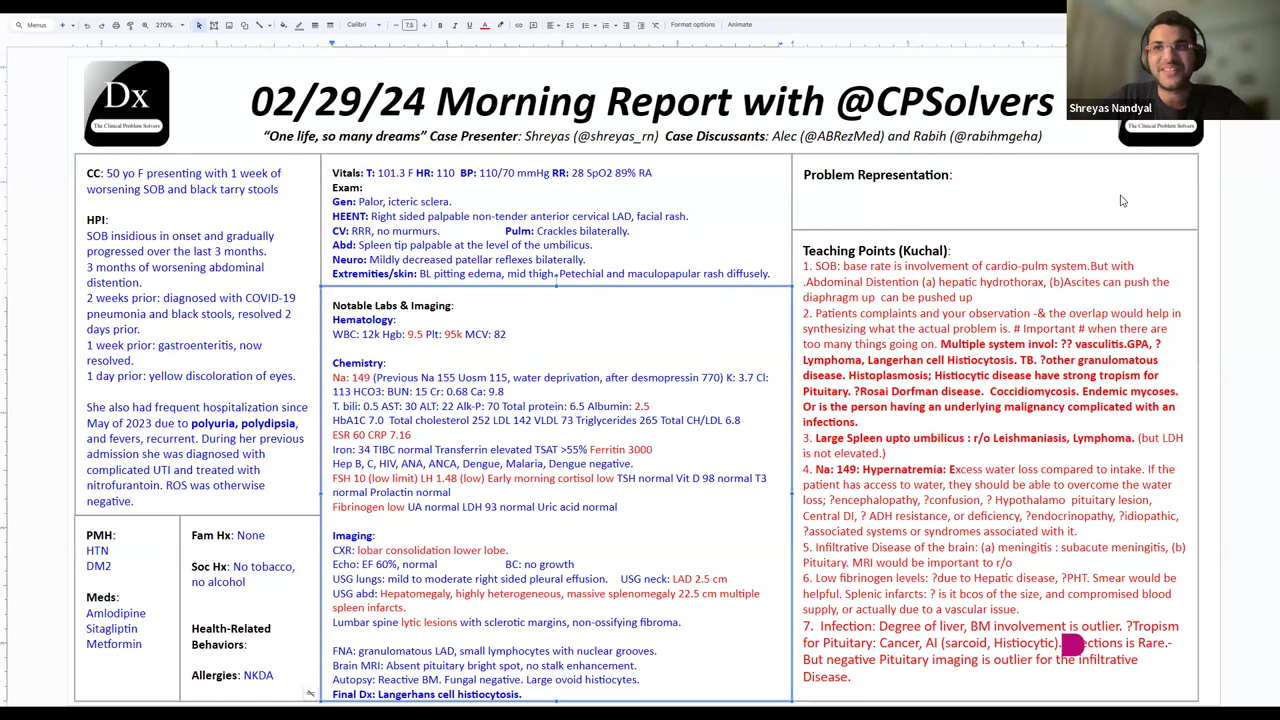 Menus
270%
Calibri
7.5
Format options
Animate
Shreyas Nandyal
Dx
The Clinical Problem Solvers
The Clinical Problem Solvers
02/29/24 Morning Report with @CPSolvers
“One life, so many dreams” Case Presenter: Shreyas (@shreyas_rn) Case Discussants: Alec (@ABRezMed) and Rabih (@rabihmgeha)
CC: 50 yo F presenting with 1 week of
worsening SOB and black tarry stools
HPI:
SOB insidious in onset and gradually
progressed over the last 3 months.
3 months of worsening abdominal
distention.
2 weeks prior: diagnosed with COVID-19
pneumonia and black stools, resolved 2
days prior.
1 week prior: gastroenteritis, now
resolved.
1 day prior: yellow discoloration of eyes.
She also had frequent hospitalization since
May of 2023 due to polyuria, polydipsia,
and fevers, recurrent. During her previous
admission she was diagnosed with
complicated UTI and treated with
nitrofurantoin. ROS was otherwise
negative.
PMH:
HTN
DM2
Meds:
Amlodipine
Sitagliptin
Metformin
Fam Hx: None
Soc Hx: No tobacco,
no alcohol
Health-Related
Behaviors:
Allergies: NKDA
Vitals: T: 101.3 F HR: 110 BP: 110/70 mmHg RR: 28 SpO2 89% RA
Exam:
Gen: Palor, icteric sclera.
HEENT: Right sided palpable non-tender anterior cervical LAD, facial rash.
CV: RRR, no murmurs. Pulm: Crackles bilaterally.
Abd: Spleen tip palpable at the level of the umbilicus.
Neuro: Mildly decreased patellar reflexes bilaterally.
Extremities/skin: BL pitting edema, mid thigh. Petechial and maculopapular rash diffusely.
Notable Labs & Imaging:
Hematology:
WBC: 12k Hgb: 9.5 Plt: 95k MCV: 82
Chemistry:
Na: 149 (Previous Na 155 Uosm 115, water deprivation, after desmopressin 770) K: 3.7 Cl:
113 HCO3: BUN: 15 Cr: 0.68 Ca: 9.8
T. bili: 0.5 AST: 30 ALT: 22 Alk-P: 70 Total protein: 6.5 Albumin: 2.5
HbA1C 7.0 Total cholesterol 252 LDL 142 VLDL 73 Triglycerides 265 Total CH/LDL 6.8
ESR 60 CRP 7.16
Iron: 34 TIBC normal Transferrin elevated TSAT >55% Ferritin 3000
Hep B, C, HIV, ANA, ANCA, Dengue, Malaria, Dengue negative.
FSH 10 (low limit) LH 1.48 (low) Early morning cortisol low TSH normal Vit D 98 normal T3
normal Prolactin normal
Fibrinogen low UA normal LDH 93 normal Uric acid normal
Imaging:
CXR: lobar consolidation lower lobe.
Echo: EF 60%, normal BC: no growth
USG lungs: mild to moderate right sided pleural effusion. USG neck: LAD 2.5 cm
USG abd: Hepatomegaly, highly heterogeneous, massive splenomegaly 22.5 cm multiple
spleen infarcts.
Lumbar spine lytic lesions with sclerotic margins, non-ossifying fibroma.
FNA: granulomatous LAD, small lymphocytes with nuclear grooves.
Brain MRI: Absent pituitary bright spot, no stalk enhancement.
Autopsy: Reactive BM. Fungal negative. Large ovoid histiocytes.
Final Dx: Langerhans cell histiocytosis.
Problem Representation:
Teaching Points (Kuchal):
1. SOB: base rate is involvement of cardio-pulm system.But with
.Abdominal Distention (a) hepatic hydrothorax, (b)Ascites can push the
diaphragm up can be pushed up
2. Patients complaints and your observation -& the overlap would help in
synthesizing what the actual problem is. # Important # when there are
too many things going on. Multiple system invol: ?? vasculitis.GPA, ?
Lymphoma, Langerhan cell Histiocytosis. TB. ?other granulomatous
disease. Histoplasmosis; Histiocytic disease have strong tropism for
Pituitary. ?Rosai Dorfman disease. Coccidiomycosis. Endemic mycoses.
Or is the person having an underlying malignancy complicated with an
infections.
3. Large Spleen upto umbilicus : r/o Leishmaniasis, Lymphoma. (but LDH
is not elevated.)
4. Na: 149: Hypernatremia: Excess water loss compared to intake. If the
patient has access to water, they should be able to overcome the water
loss; ?encephalopathy, ?confusion, ? Hypothalamo pituitary lesion,
Central DI, ? ADH resistance, or deficiency, ?endocrinopathy, ?idiopathic,
?associated systems or syndromes associated with it.
5. Infiltrative Disease of the brain: (a) meningitis : subacute meningitis, (b)
Pituitary. MRI would be important to r/o
6. Low fibrinogen levels: ?due to Hepatic disease, ?PHT. Smear would be
helpful. Splenic infarcts: ? is it bcos of the size, and compromised blood
supply, or actually due to a vascular issue.
7. Infection: Degree of liver, BM involvement is outlier. ?Tropism
for Pituitary: Cancer, AI (sarcoid, Histiocytic). ections is Rare.-
But negative Pituitary imaging is outlier for the infiltrative
Disease.